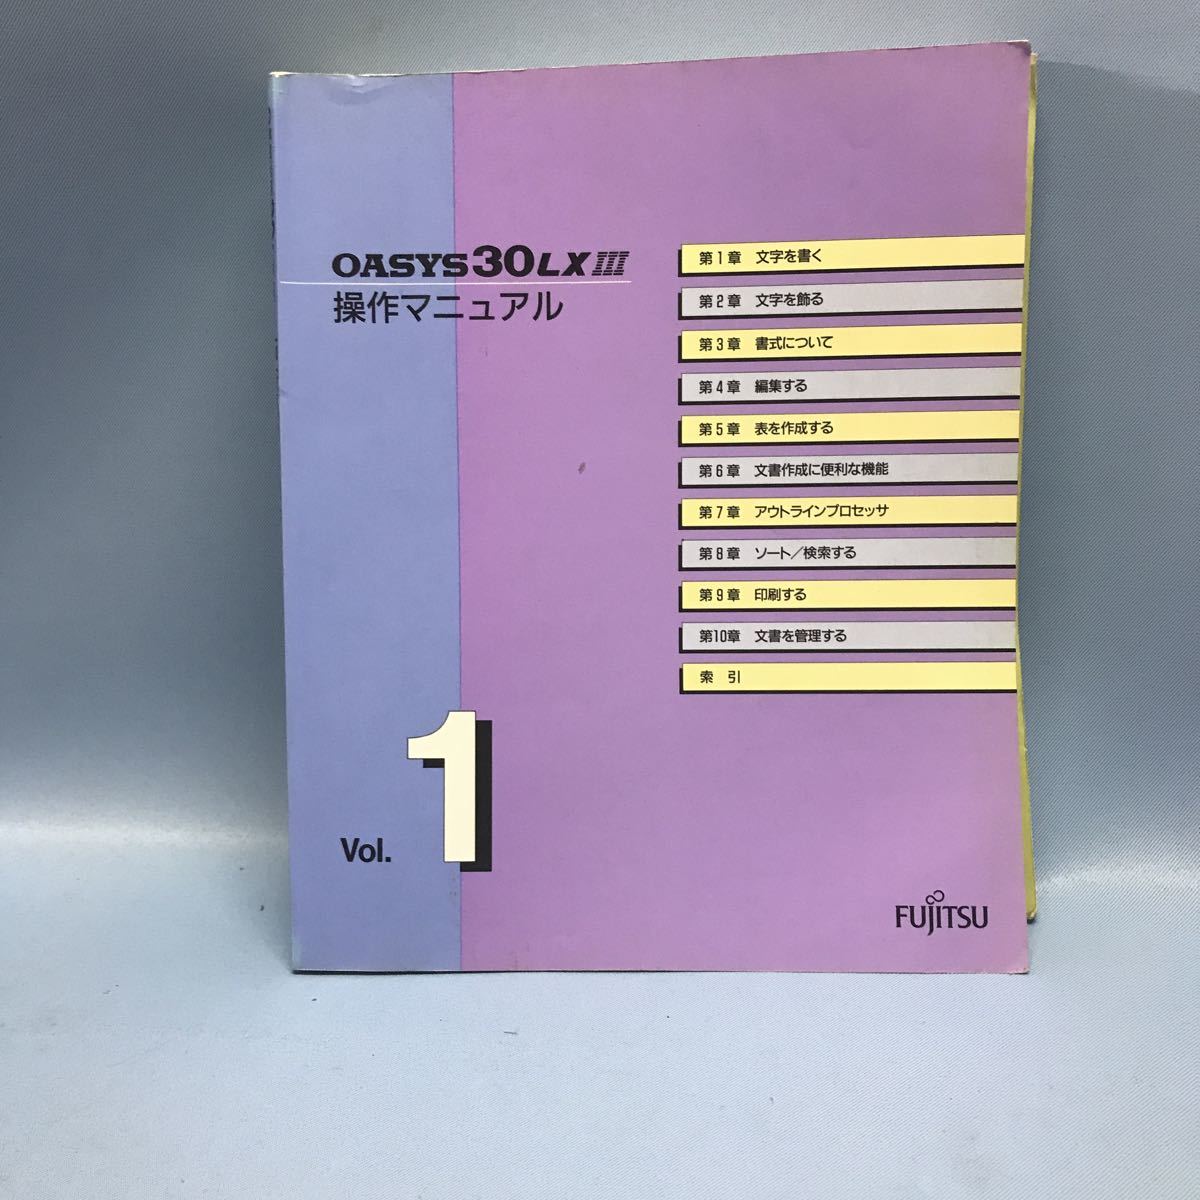 OASYS30LXIII
操作マニュアル
第1章 文字を書く
第2章 文字を飾る
第3章 書式について
第4章 編集する
第5章 表を作成する
第6章 文書作成に便利な機能
第7章 アウトラインプロセッサ
第8章 ソート／検索する
第9章 印刷する
第10章 文書を管理する
索 引
Vol. 1
FUJITSU